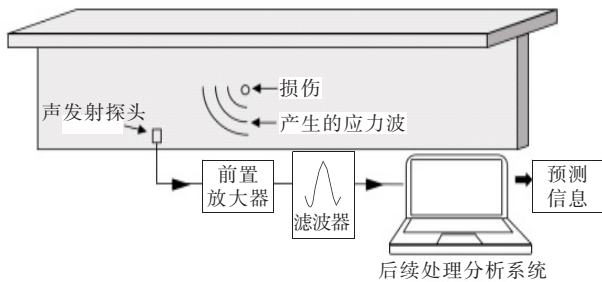 损伤
声发射探头
产生的应力波
前置
放大器
滤波器
预测
信息
后续处理分析系统